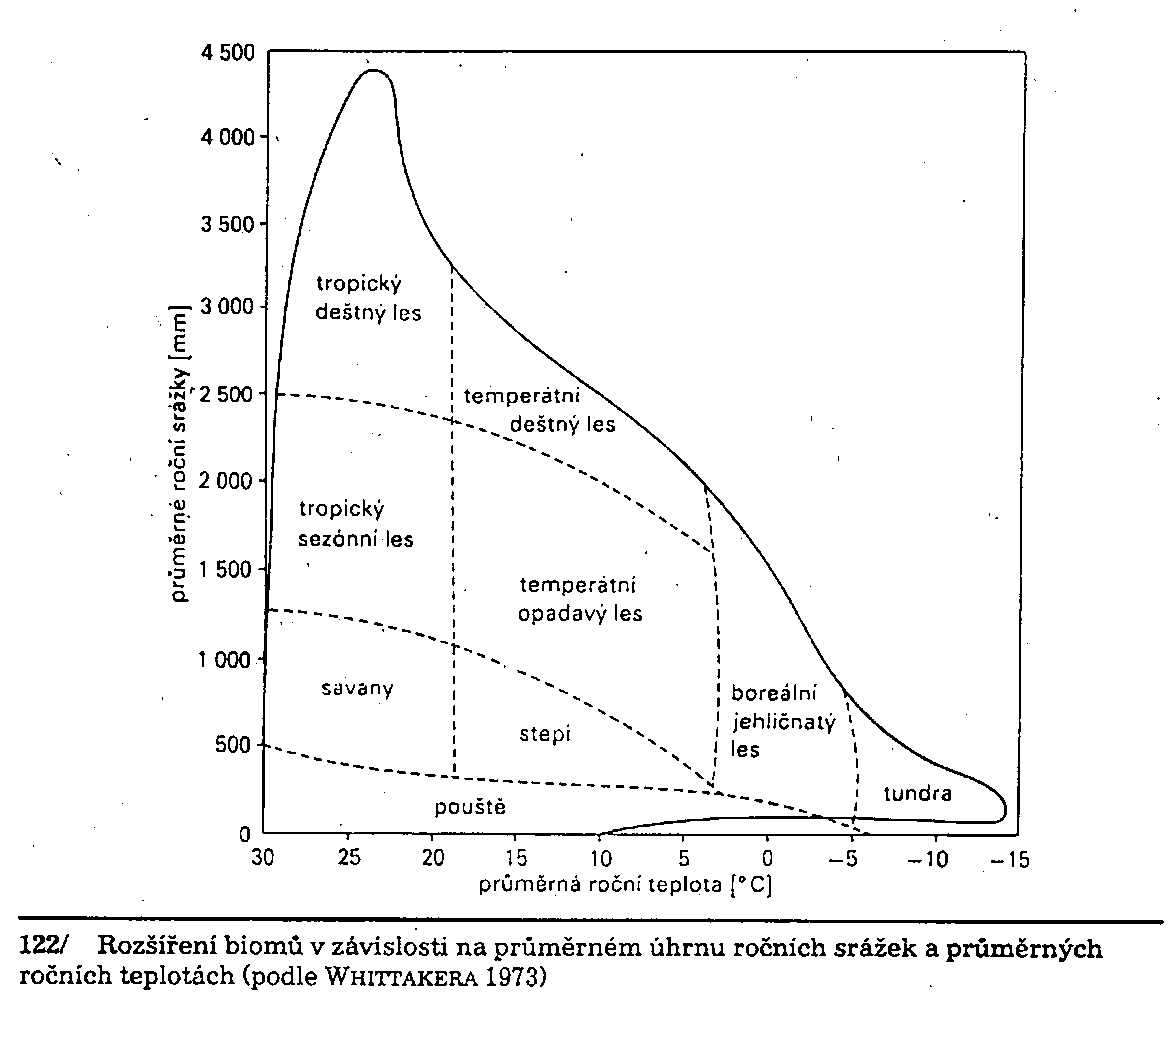 4 500
4 000
3 500
3 000
2 500
2 000
1 500
1 000
500
0
průměrné roční srážky [mm]
tropický
deštný les
temperátní
deštný les
tropický
sezónní les
temperátní
opadavý les
savany
stepi
boreální
jehličnatý
les
pouště
tundra
30 25 20 15 10 5 0 −5 −10 −15
průměrná roční teplota [°C]
122/ Rozšíření biomů v závislosti na průměrném úhrnu ročních srážek a průměrných
ročních teplotách (podle WHITTAKERA 1973)